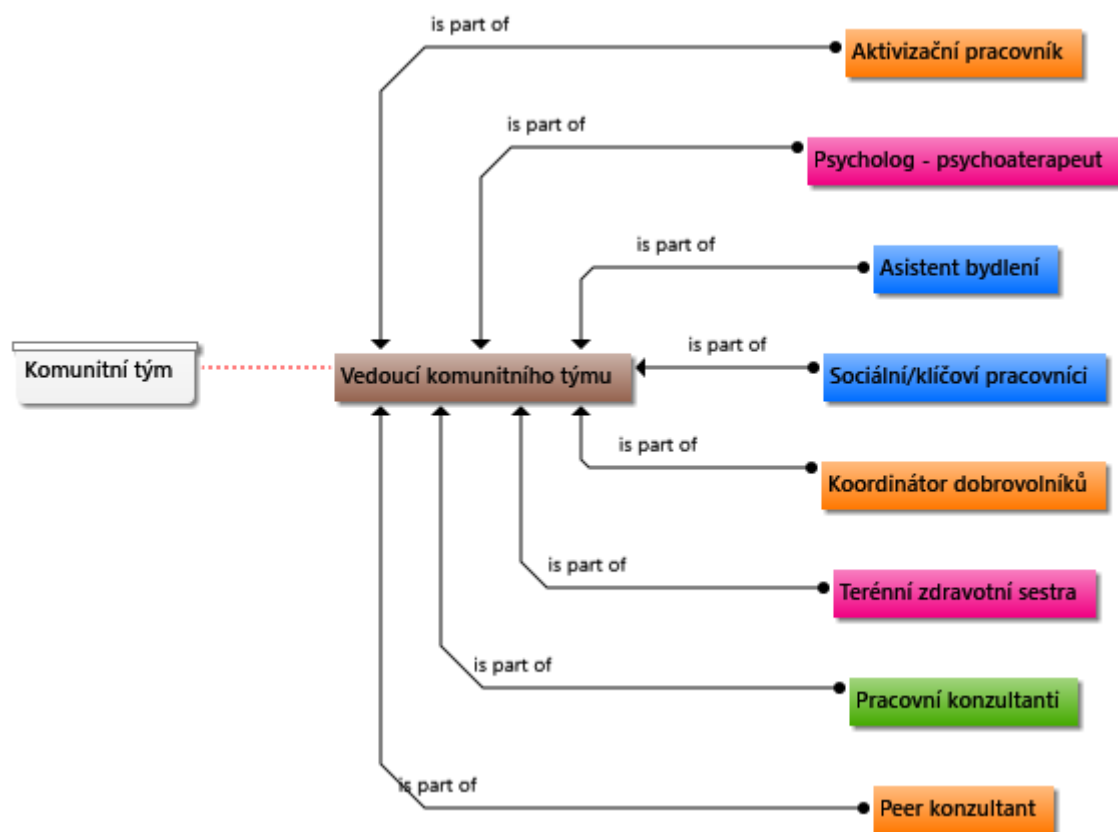 is part of
Aktivizační pracovník
is part of
Psycholog - psychoaterapeut
is part of
Asistent bydlení
is part of
Sociální/klíčoví pracovníci
Komunitní tým
Vedoucí komunitního týmu
is part of
Koordinátor dobrovolníků
is part of
Terénní zdravotní sestra
is part of
Pracovní konzultanti
is part of
Peer konzultant